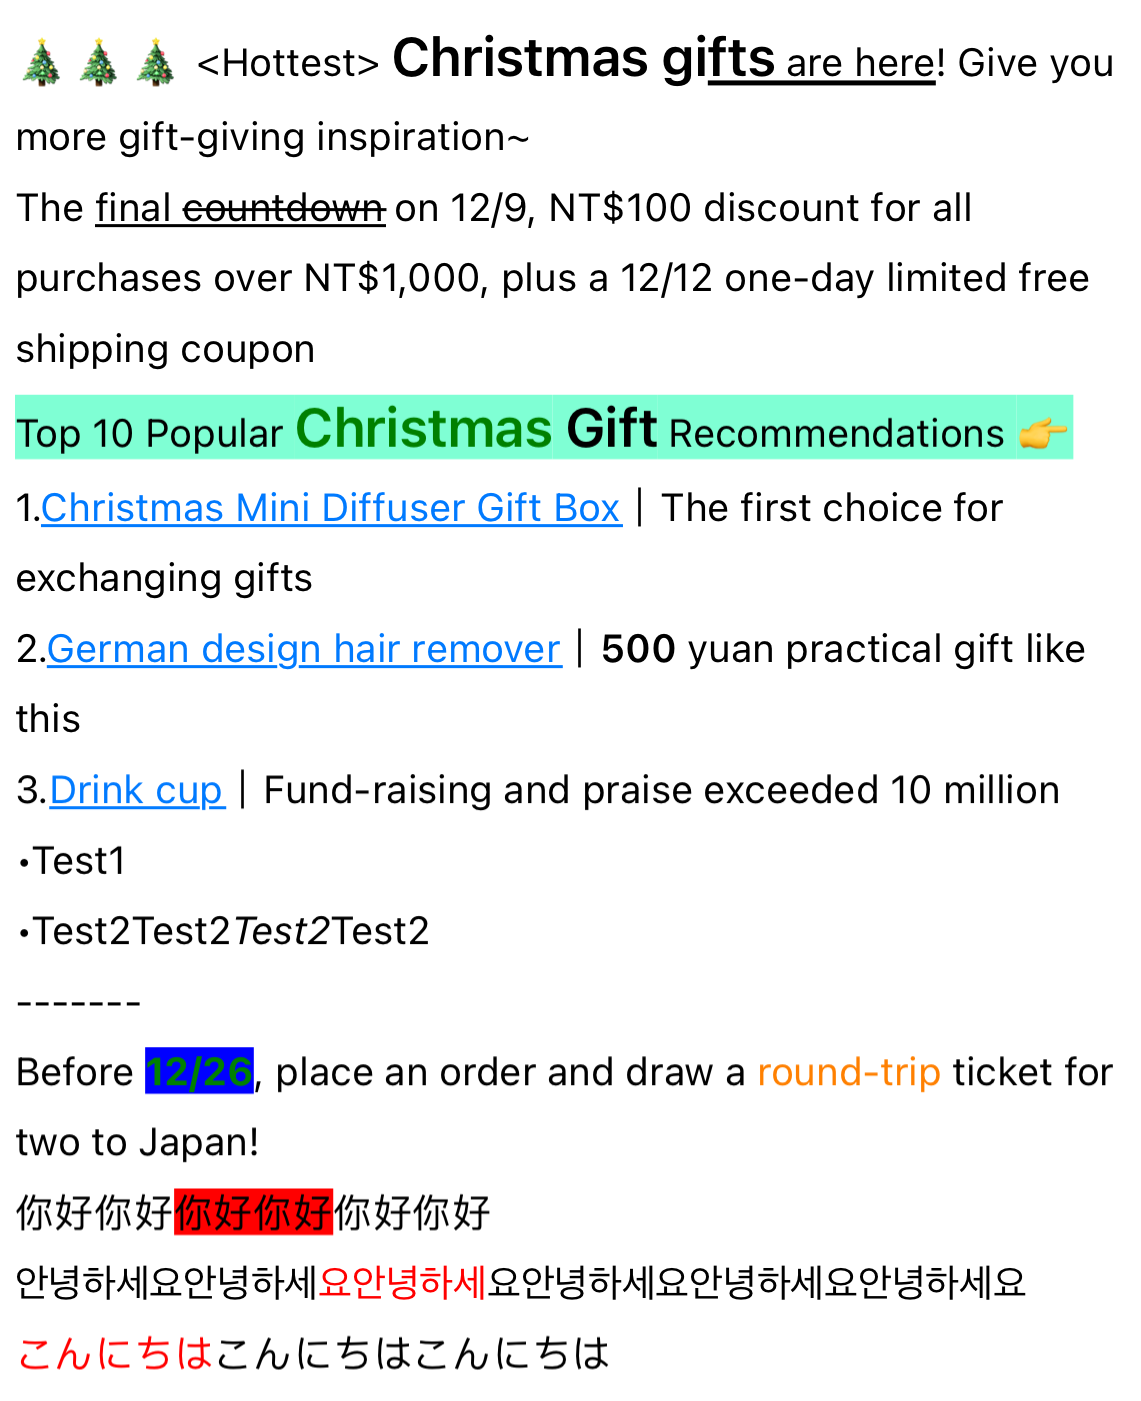 🎄🎄🎄 <Hottest> Christmas gifts are here! Give you
more gift-giving inspiration~
The final countdown on 12/9, NT$100 discount for all
purchases over NT$1,000, plus a 12/12 one-day limited free
shipping coupon
Top 10 Popular Christmas Gift Recommendations 👉
1.Christmas Mini Diffuser Gift Box｜The first choice for
exchanging gifts
2.German design hair remover｜500 yuan practical gift like
this
3.Drink cup｜Fund-raising and praise exceeded 10 million
•Test1
•Test2Test2Test2Test2
-------
Before 12/26, place an order and draw a round-trip ticket for
two to Japan!
你好你好你好你好你好你好
안녕하세요안녕하세요안녕하세요안녕하세요안녕하세요안녕하세요
こんにちはこんにちはこんにちは